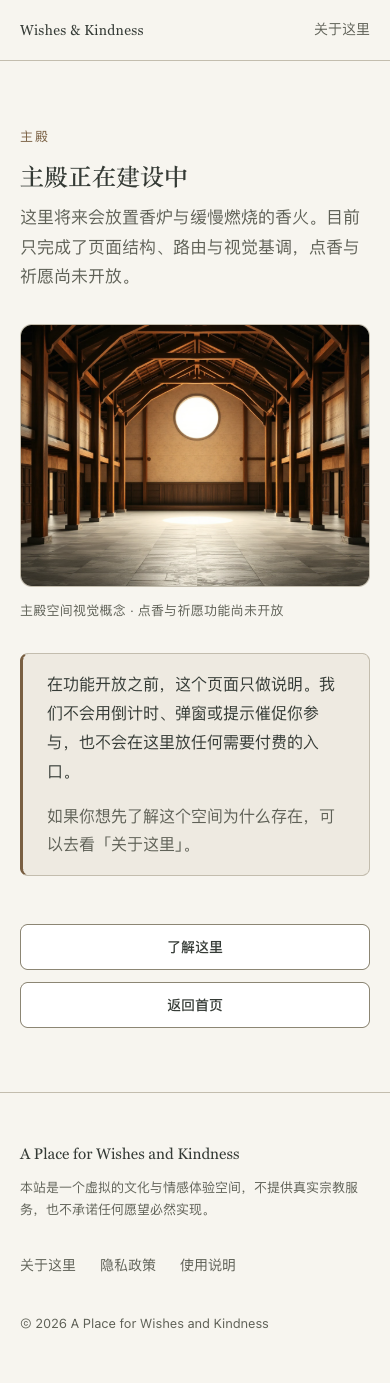 Wishes & Kindness
关于这里
主殿
主殿正在建设中
这里将来会放置香炉与缓慢燃烧的香火。目前
只完成了页面结构、路由与视觉基调，点香与
祈愿尚未开放。
主殿空间视觉概念 · 点香与祈愿功能尚未开放
在功能开放之前，这个页面只做说明。我
们不会用倒计时、弹窗或提示催促你参
与，也不会在这里放任何需要付费的入
口。
如果你想先了解这个空间为什么存在，可
以去看「关于这里」。
了解这里
返回首页
A Place for Wishes and Kindness
本站是一个虚拟的文化与情感体验空间，不提供真实宗教服
务，也不承诺任何愿望必然实现。
关于这里
隐私政策
使用说明
© 2026 A Place for Wishes and Kindness